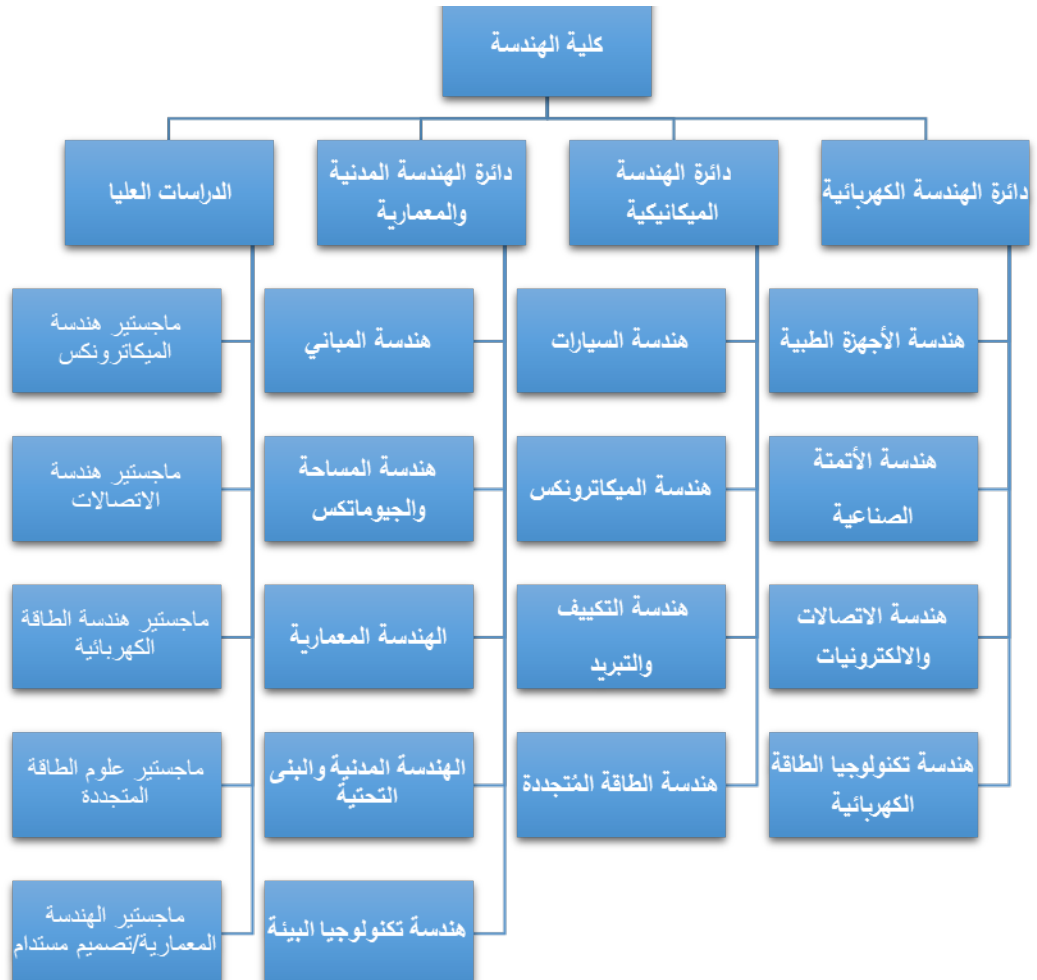 كلية الهندسة
دائرة الهندسة الكهربائية
دائرة الهندسة
الميكانيكية
دائرة الهندسة المدنية
والمعمارية
الدراسات العليا
هندسة الأجهزة الطبية
هندسة الأتمتة
الصناعية
هندسة الاتصالات
والالكترونيات
هندسة تكنولوجيا الطاقة
الكهربائية
هندسة السيارات
هندسة الميكاترونكس
هندسة التكييف
والتبريد
هندسة الطاقة المُتجددة
هندسة المباني
هندسة المساحة
والجيوماتكس
الهندسة المعمارية
الهندسة المدنية والبنى
التحتية
هندسة تكنولوجيا البيئة
ماجستير هندسة
الميكاترونكس
ماجستير هندسة
الاتصالات
ماجستير هندسة الطاقة
الكهربائية
ماجستير علوم الطاقة
المتجددة
ماجستير الهندسة
المعمارية/تصميم مستدام